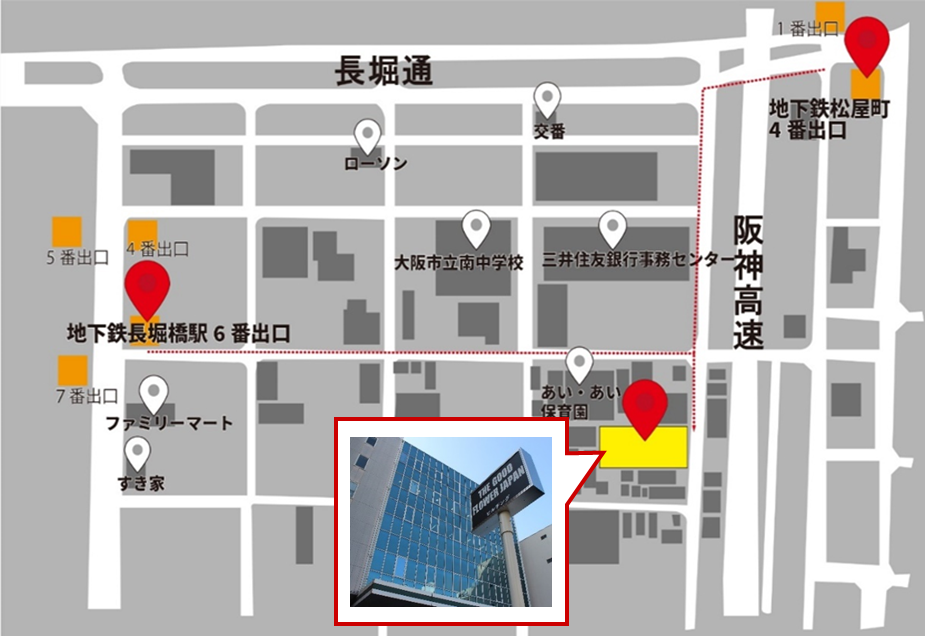 1番出口
長堀通
地下鉄松屋町
4番出口
交番
ローソン
5番出口
4番出口
大阪市立南中学校
三井住友銀行事務センター
阪神高速
地下鉄長堀橋駅6番出口
7番出口
あい・あい
保育園
ファミリーマート
すき家
THE GOOD
FLOWER JAPAN